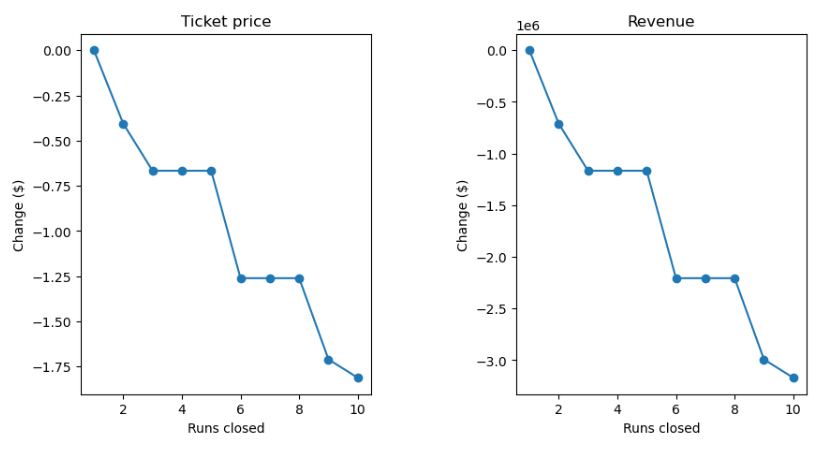 Ticket price
0.00
−0.25
−0.50
−0.75
−1.00
−1.25
−1.50
−1.75
Change ($)
2 4 6 8 10
Runs closed
Revenue
1e6
0.0
−0.5
−1.0
−1.5
−2.0
−2.5
−3.0
Change ($)
2 4 6 8 10
Runs closed